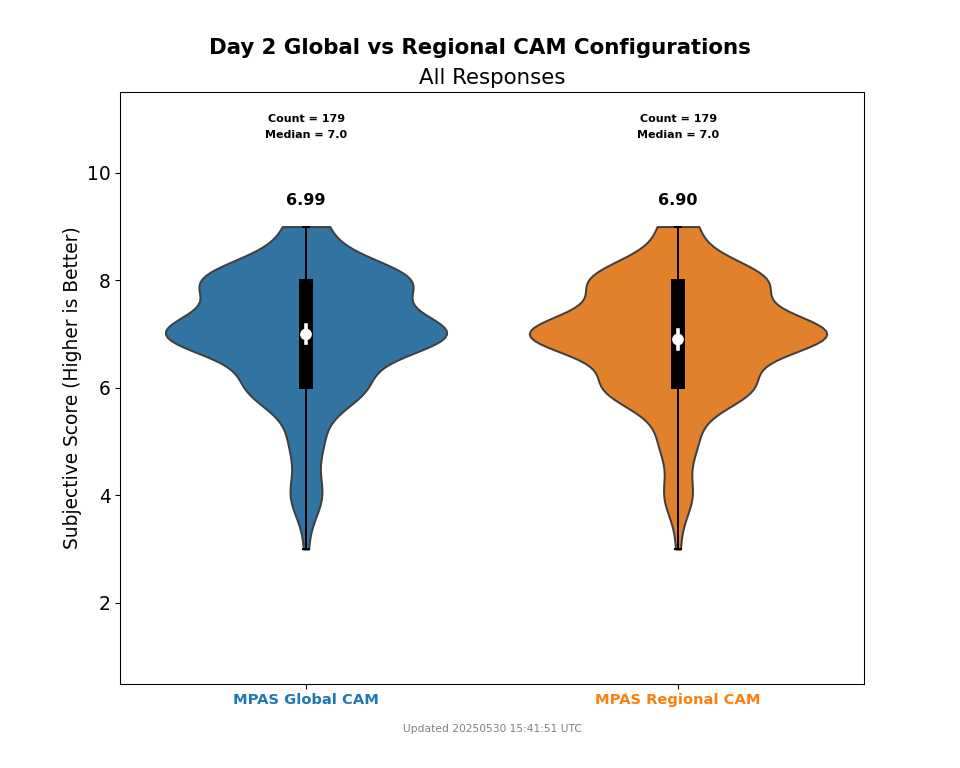 Day 2 Global vs Regional CAM Configurations
All Responses
Count = 179
Median = 7.0
Count = 179
Median = 7.0
6.99
6.90
Subjective Score (Higher is Better)
10
8
6
4
2
MPAS Global CAM
MPAS Regional CAM
Updated 20250530 15:41:51 UTC